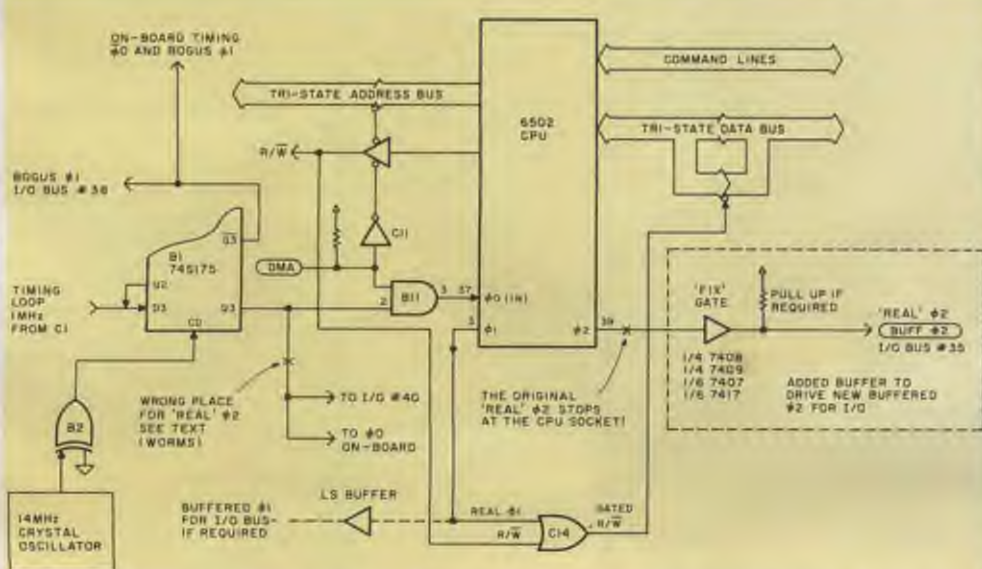 ON-BOARD TIMING
φ0 AND BOGUS φ1
TRI-STATE ADDRESS BUS
6502
CPU
COMMAND LINES
TRI-STATE DATA BUS
R/W̅
BOGUS φ1
I/O BUS #38
C11
DMA
B1
74S175
Q̅3̅
D3
Q3
CD
TIMING
LOOP
1MHz
FROM C1
2
B11
3
37
φ0 (IN)
3
φ1
φ2
39
'FIX'
GATE
PULL UP IF
REQUIRED
'REAL' φ2
BUFF φ2
I/O BUS #35
1/4 7408
1/4 7409
1/6 7407
1/6 7417
ADDED BUFFER TO
DRIVE NEW BUFFERED
φ2 FOR I/O
THE ORIGINAL
'REAL' φ2 STOPS
AT THE CPU SOCKET!
WRONG PLACE
FOR 'REAL' φ2
SEE TEXT
(WORMS)
TO I/O #40
TO φ0
ON-BOARD
B2
14MHz
CRYSTAL
OSCILLATOR
LS BUFFER
BUFFERED φ1
FOR I/O BUS-
IF REQUIRED
REAL φ1
R/W̅
C14
GATED
R/W̅